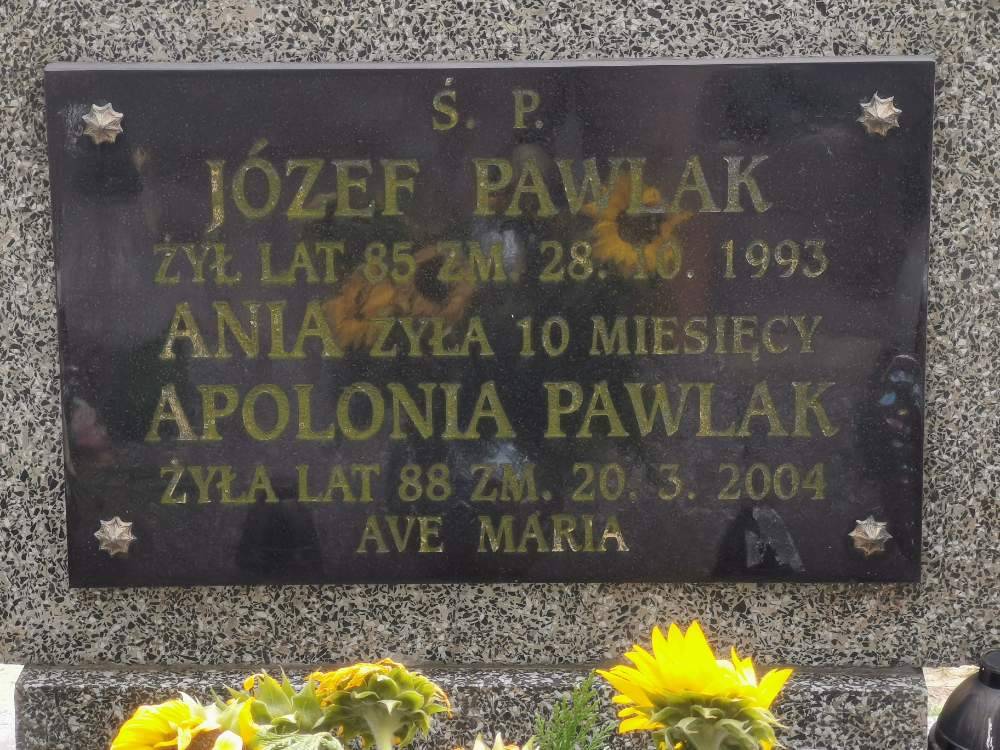 Ś. P.
JÓZEF PAWLAK
ŻYŁ LAT 85 ZM. 28. 10. 1993
ANIA ŻYŁA 10 MIESIĘCY
APOLONIA PAWLAK
ŻYŁA LAT 88 ZM. 20. 3. 2004
AVE MARIA